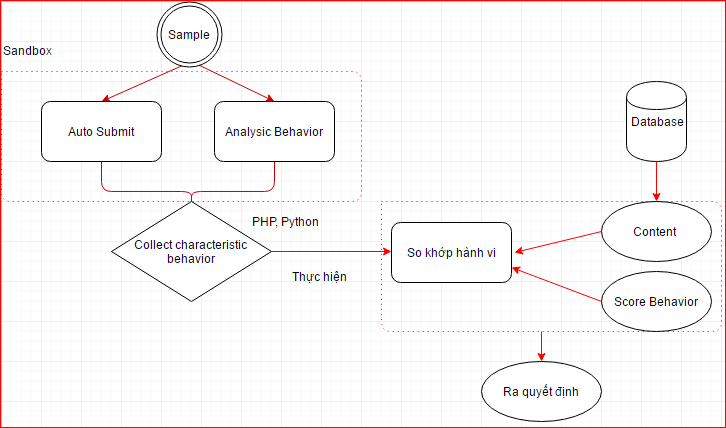 Sample
Sandbox
Auto Submit
Analysic Behavior
Database
PHP, Python
Collect characteristic
behavior
So khớp hành vi
Content
Thực hiện
Score Behavior
Ra quyết định